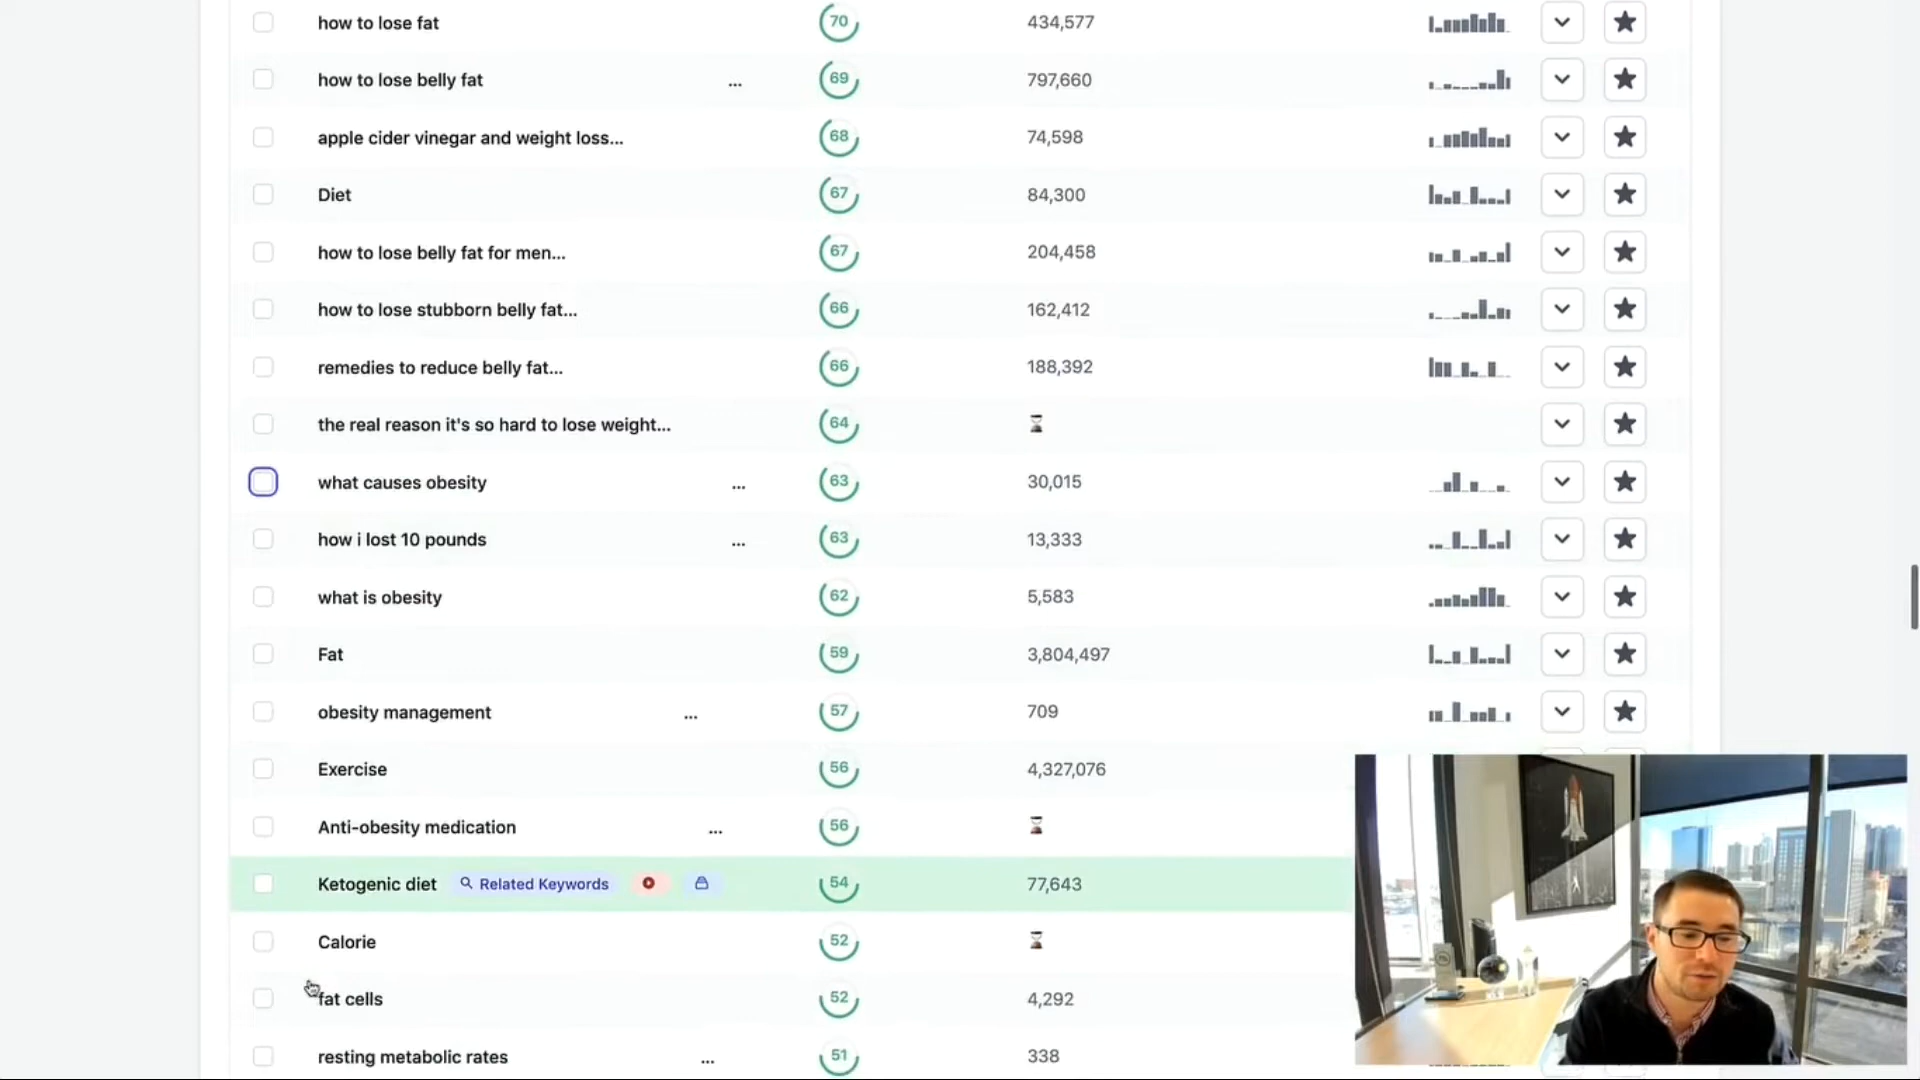 how to lose fat 70 434,577
how to lose belly fat ... 69 797,660
apple cider vinegar and weight loss... 68 74,598
Diet 67 84,300
how to lose belly fat for men... 67 204,458
how to lose stubborn belly fat... 66 162,412
remedies to reduce belly fat... 66 188,392
the real reason it's so hard to lose weight... 64
what causes obesity ... 63 30,015
how i lost 10 pounds ... 63 13,333
what is obesity 62 5,583
Fat 59 3,804,497
obesity management ... 57 709
Exercise 56 4,327,076
Anti-obesity medication ... 56
Ketogenic diet Related Keywords 54 77,643
Calorie 52
fat cells 52 4,292
resting metabolic rates ... 51 338